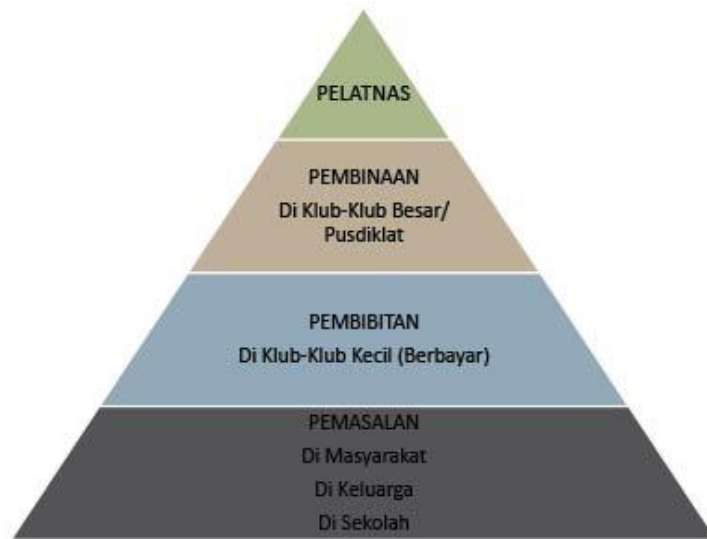 PELATNAS
PEMBINAAN
Di Klub-Klub Besar/
Pusdiklat
PEMBIBITAN
Di Klub-Klub Kecil (Berbayar)
PEMASALAN
Di Masyarakat
Di Keluarga
Di Sekolah